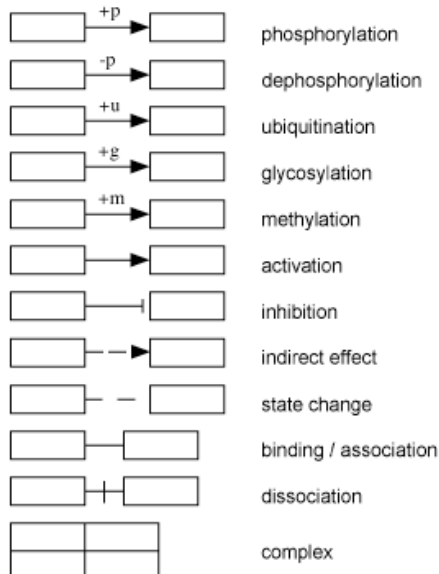 +p
phosphorylation
-p
dephosphorylation
+u
ubiquitination
+g
glycosylation
+m
methylation
activation
inhibition
indirect effect
state change
binding / association
dissociation
complex